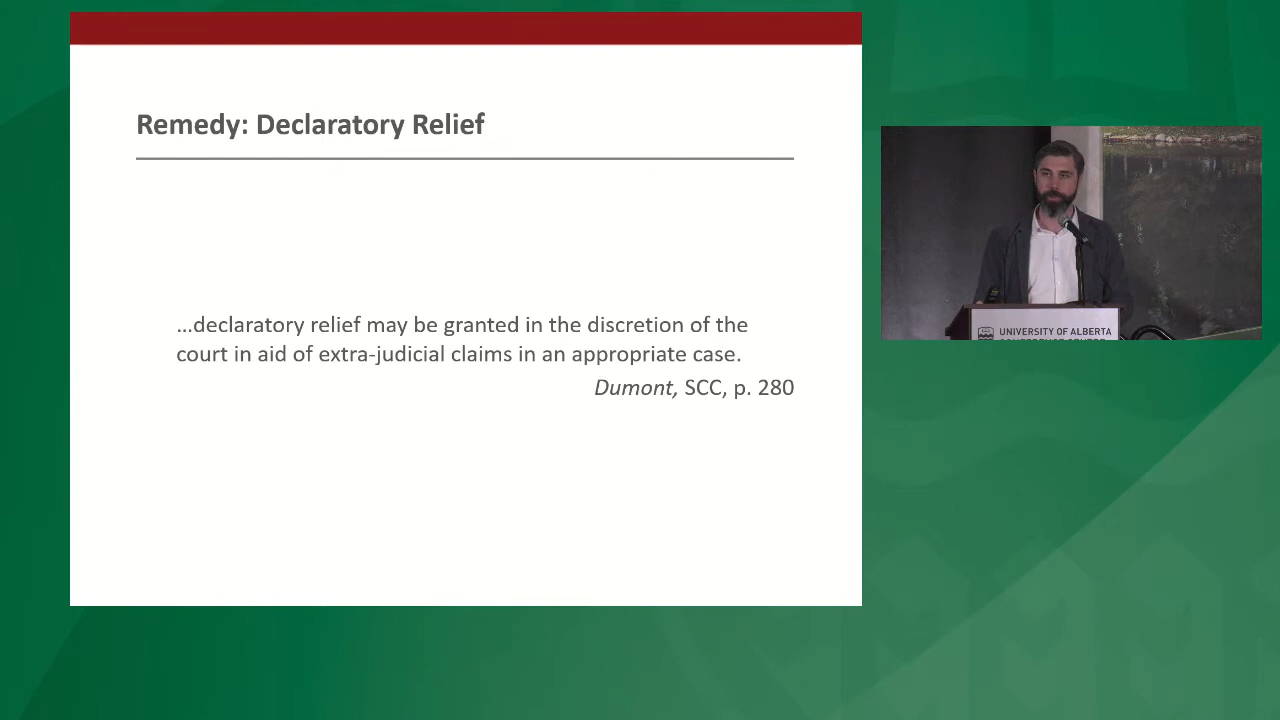 Remedy: Declaratory Relief
…declaratory relief may be granted in the discretion of the
court in aid of extra-judicial claims in an appropriate case.
Dumont, SCC, p. 280
UNIVERSITY OF ALBERTA